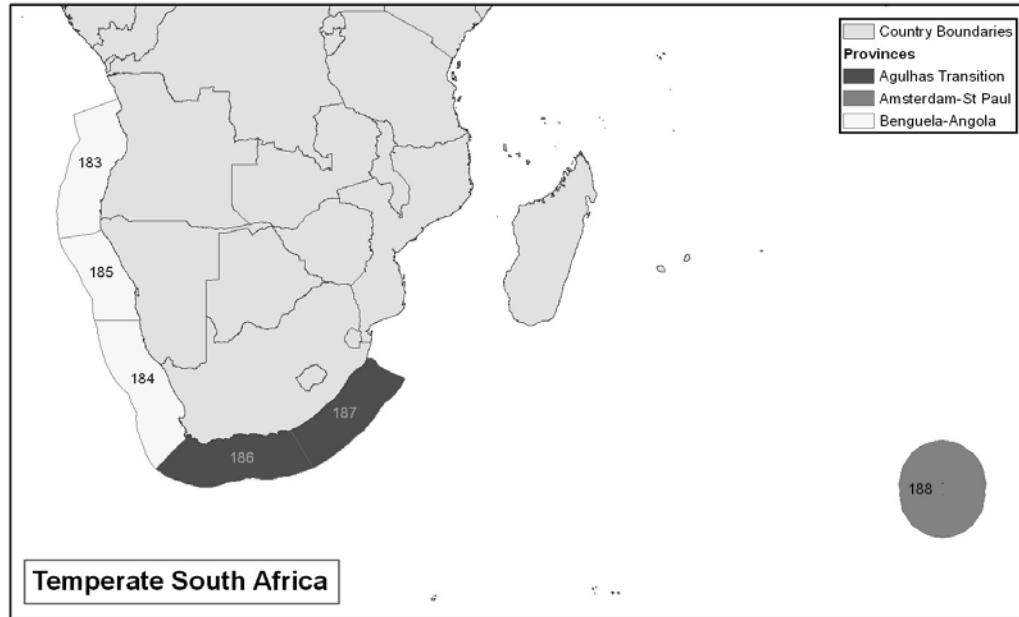 Country Boundaries
Provinces
Agulhas Transition
Amsterdam-St Paul
Benguela-Angola
183
185
184
187
186
188
Temperate South Africa